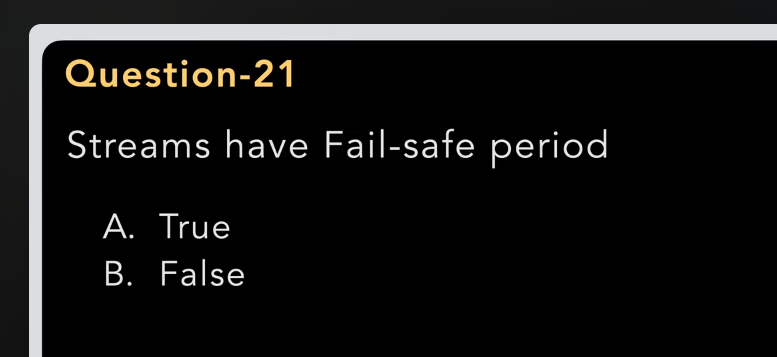 Question-21
Streams have Fail-safe period
A. True
B. False